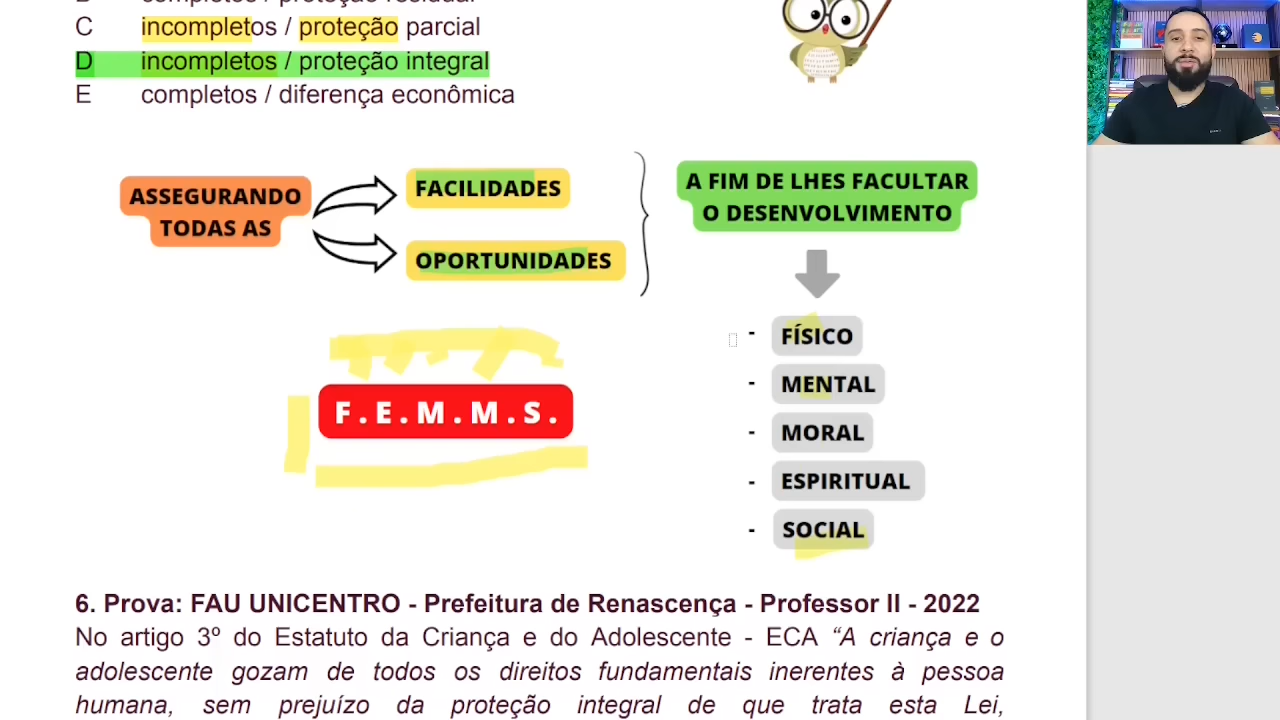 C incompletos / proteção parcial
D incompletos / proteção integral
E completos / diferença econômica
ASSEGURANDO
TODAS AS
FACILIDADES
OPORTUNIDADES
A FIM DE LHES FACULTAR
O DESENVOLVIMENTO
- FÍSICO
- MENTAL
- MORAL
- ESPIRITUAL
- SOCIAL
F.E.M.M.S.
6. Prova: FAU UNICENTRO - Prefeitura de Renascença - Professor II - 2022
No artigo 3º do Estatuto da Criança e do Adolescente - ECA “A criança e o
adolescente gozam de todos os direitos fundamentais inerentes à pessoa
humana, sem prejuízo da proteção integral de que trata esta Lei,